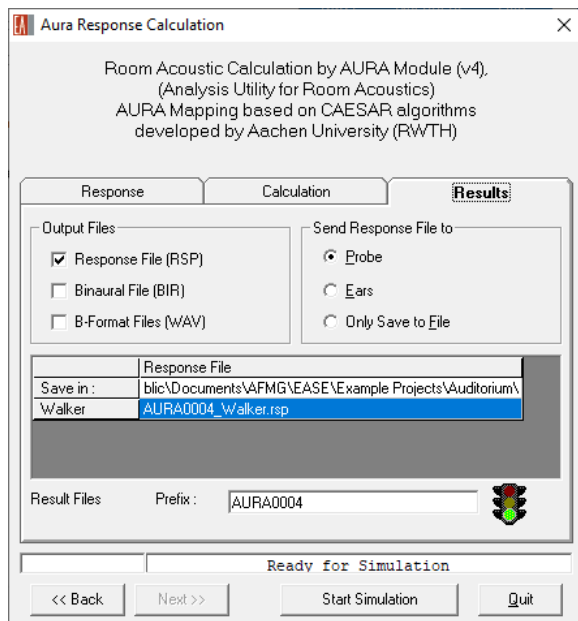 Aura Response Calculation
Room Acoustic Calculation by AURA Module (v4),
(Analysis Utility for Room Acoustics)
AURA Mapping based on CAESAR algorithms
developed by Aachen University (RWTH)
Response Calculation Results
Output Files
Response File (RSP)
Binaural File (BIR)
B-Format Files (WAV)
Send Response File to
Probe
Ears
Only Save to File
Response File
Save in : blic\Documents\AFMG\EASE\Example Projects\Auditorium\
Walker AURA0004_Walker.rsp
Result Files Prefix : AURA0004
Ready for Simulation
<< Back Next >> Start Simulation Quit